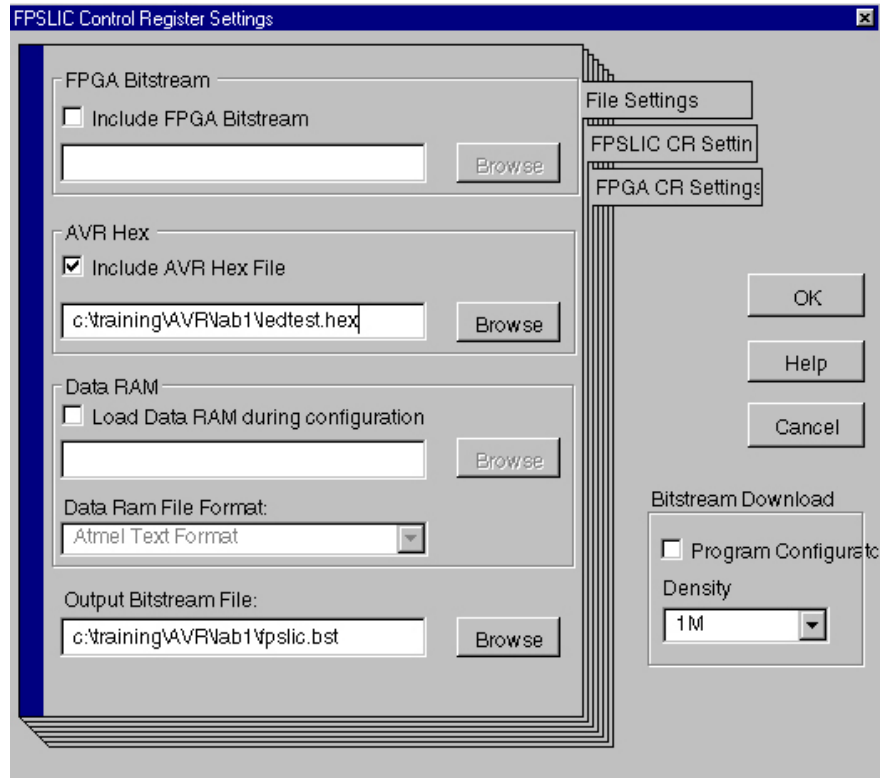 FPSLIC Control Register Settings
FPGA Bitstream
Include FPGA Bitstream
Browse
AVR Hex
Include AVR Hex File
c:\training\AVR\lab1\ledtest.hex
Browse
Data RAM
Load Data RAM during configuration
Browse
Data Ram File Format:
Atmel Text Format
Output Bitstream File:
c:\training\AVR\lab1\fpslic.bst
Browse
File Settings
FPSLIC CR Settin
FPGA CR Settings
OK
Help
Cancel
Bitstream Download
Program Configuratc
Density
1M